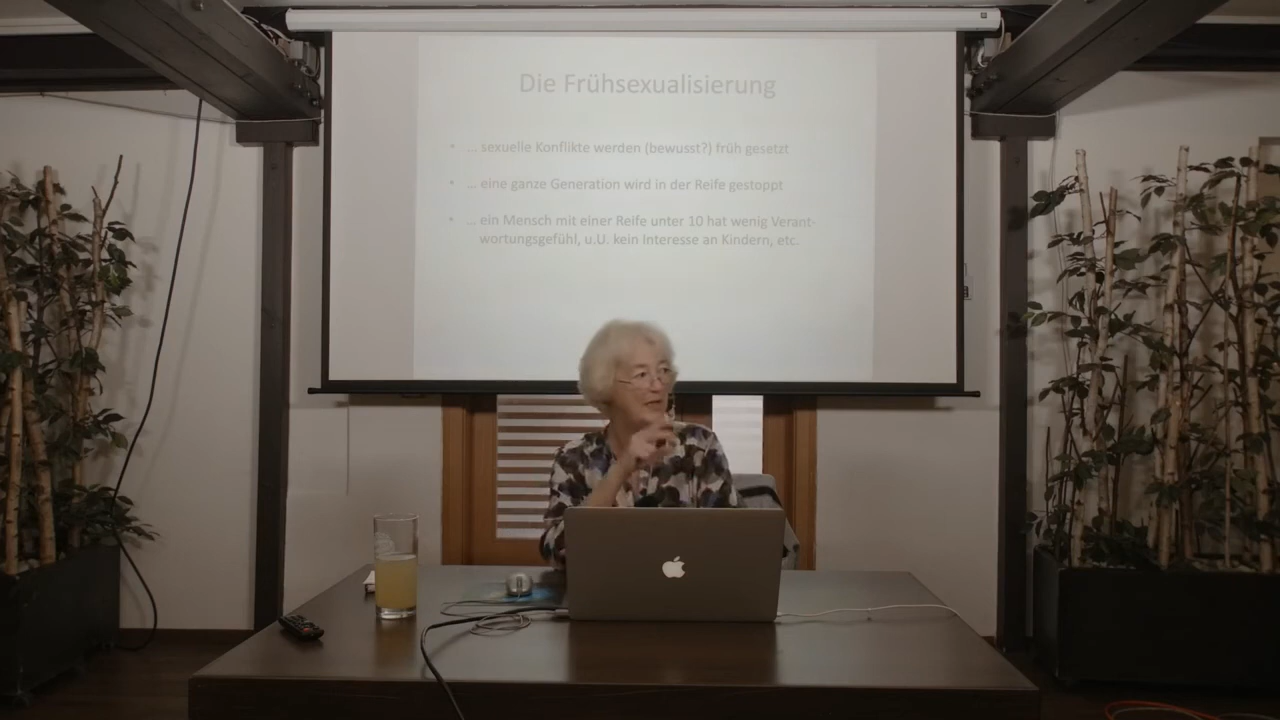 Die Frühsexualisierung
• ... sexuelle Konflikte werden (bewusst?) früh gesetzt
• ... eine ganze Generation wird in der Reife gestoppt
• ... ein Mensch mit einer Reife unter 10 hat wenig Verant-
wortungsgefühl, u.U. kein Interesse an Kindern, etc.